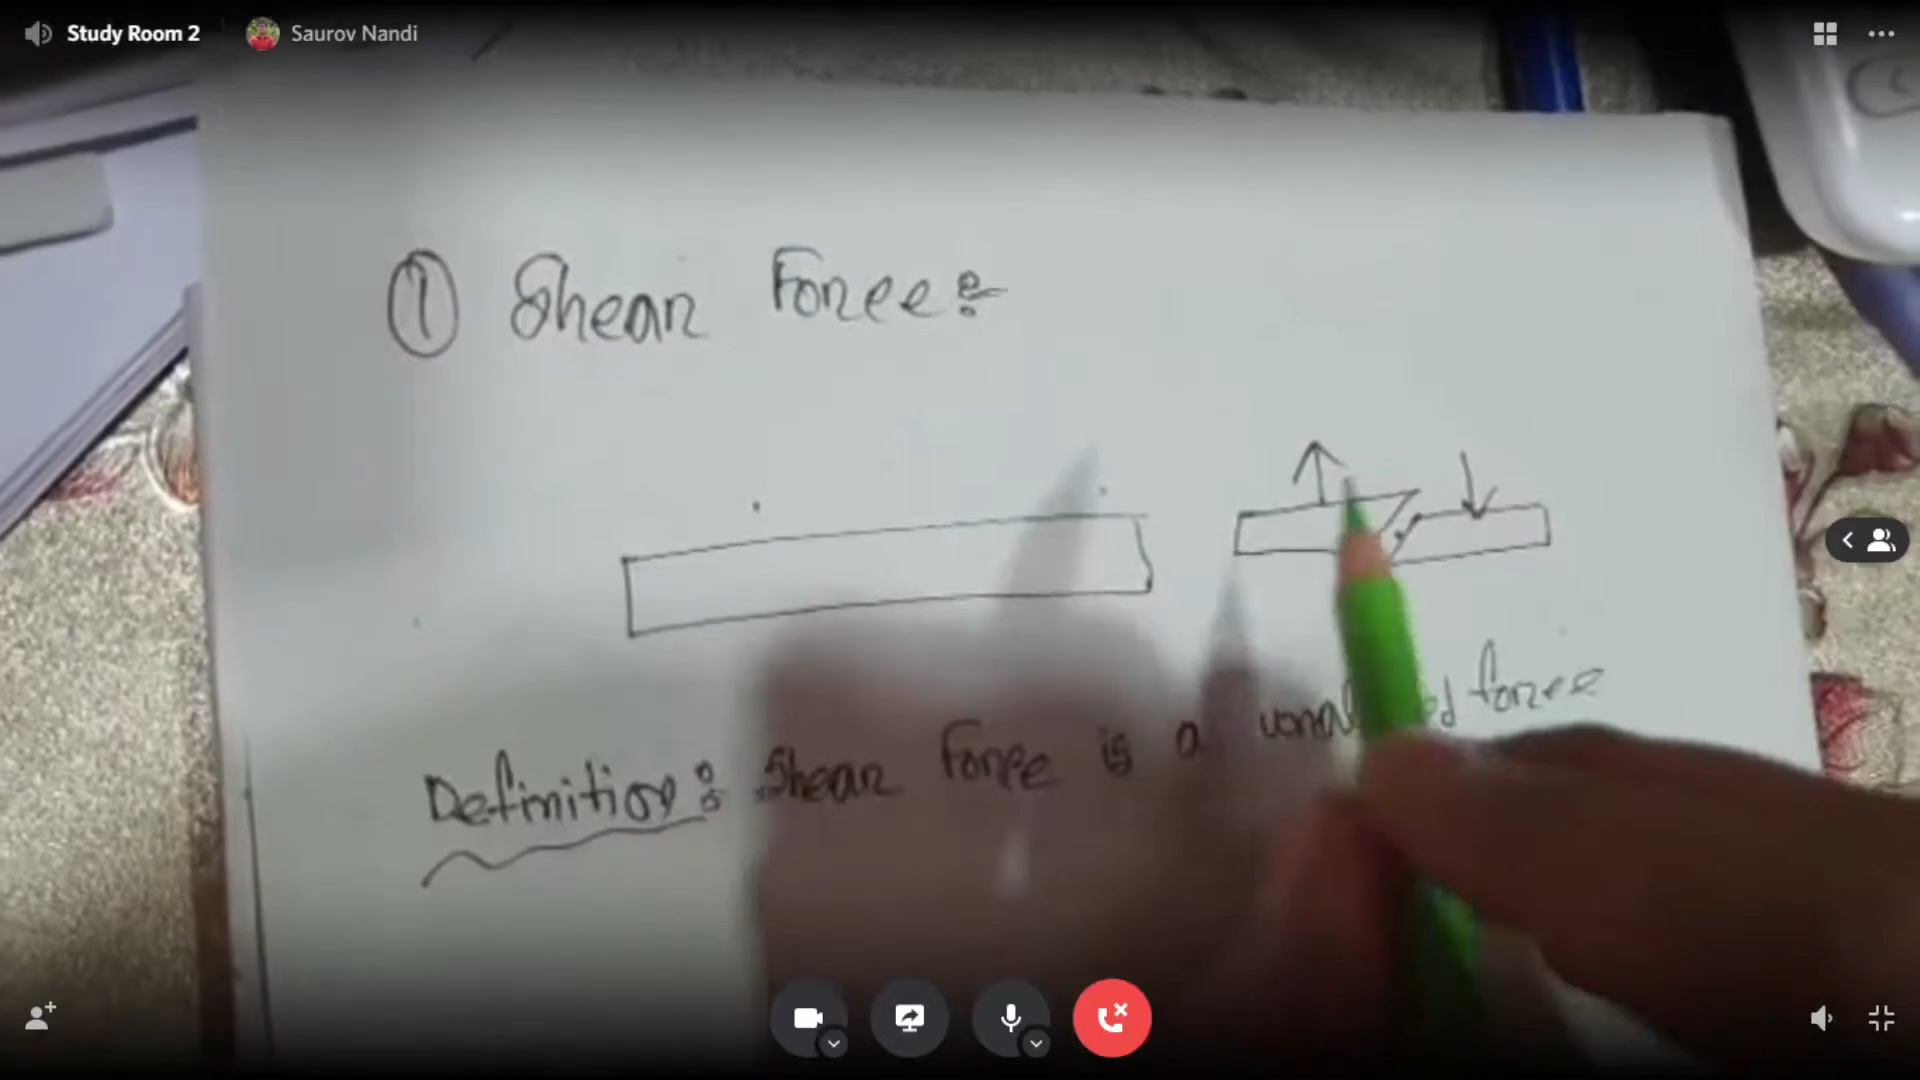 Study Room 2 Saurov Nandi
① Shear Force:-
Definition: Shear Force is a force